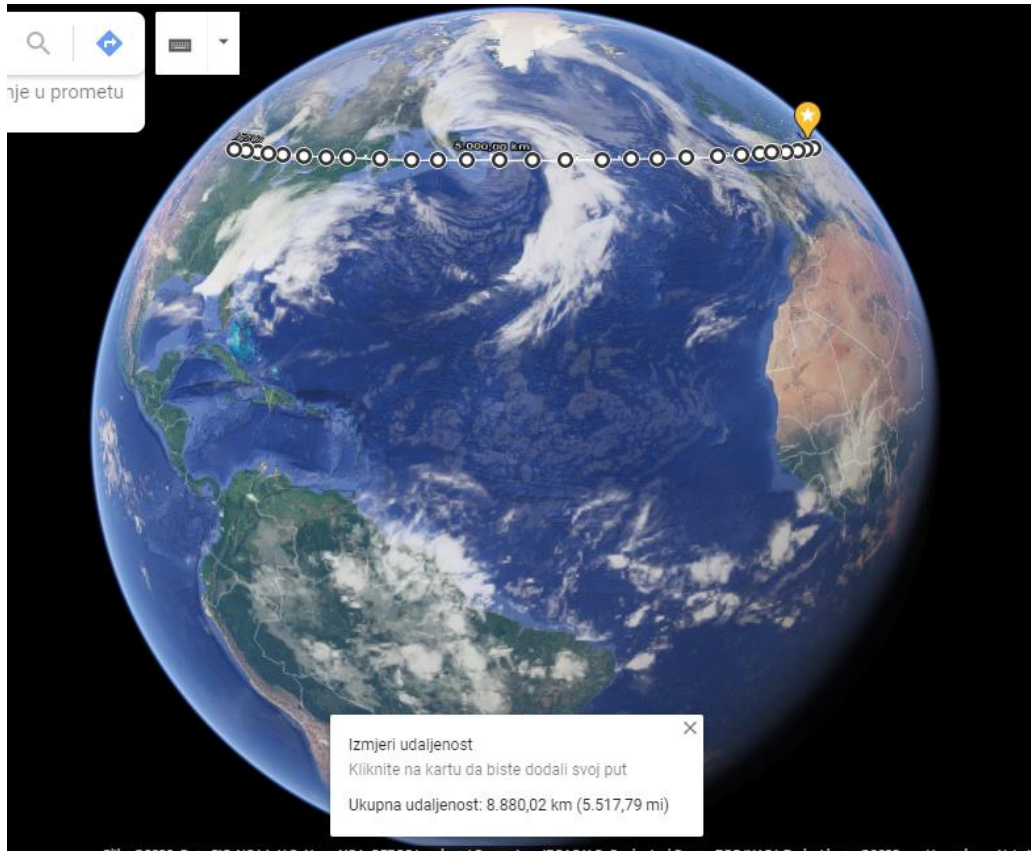 nje u prometu
5.000,00 km
Izmjeri udaljenost
Kliknite na kartu da biste dodali svoj put
Ukupna udaljenost: 8.880,02 km (5.517,79 mi)